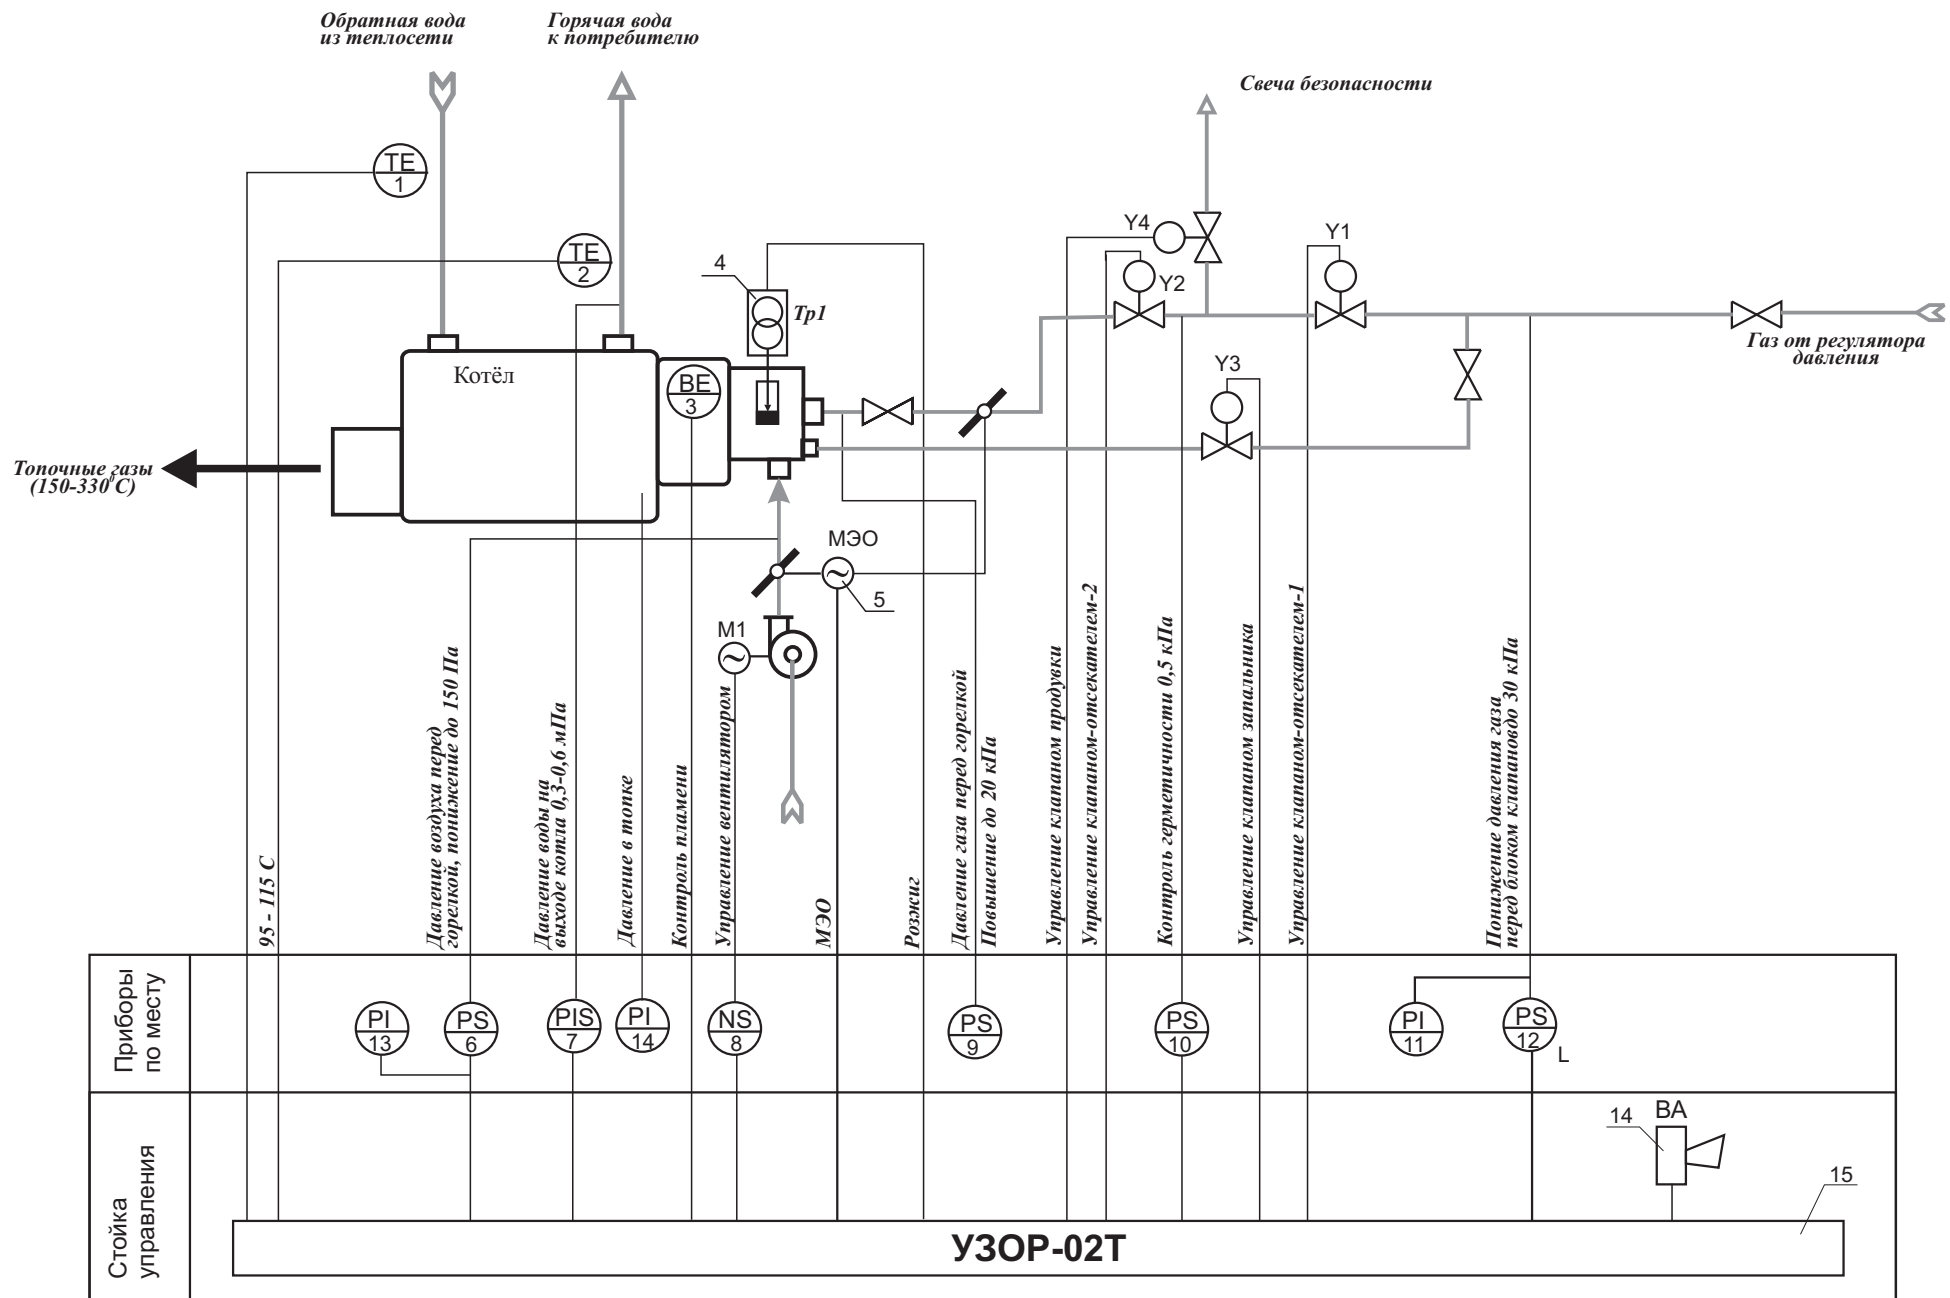 Обратная вода
из теплосети
Горячая вода
к потребителю
Свеча безопасности
TE
1
TE
2
4
Тр1
Y4
Y2
Y1
Y3
Газ от регулятора
давления
Котёл
BE
3
Топочные газы
(150-330⁰С)
МЭО
5
М1
95 - 115 С
Давление воздуха перед
горелкой, понижение до 150 Па
Давление воды на
выходе котла 0,3-0,6 мПа
Давление в топке
Контроль пламени
Управление вентилятором
МЭО
Розжиг
Давление газа перед горелкой
Повышение до 20 кПа
Управление клапаном продувки
Управление клапаном-отсекателем-2
Контроль герметичности 0,5 кПа
Управление клапаном запальника
Управление клапаном-отсекателем-1
Понижение давления газа
перед блоком клапановдо 30 кПа
Приборы
по месту
PI
13
PS
6
PIS
7
PI
14
NS
8
PS
9
PS
10
PI
11
PS
12
L
Стойка
управления
14
ВА
15
УЗОР-02Т